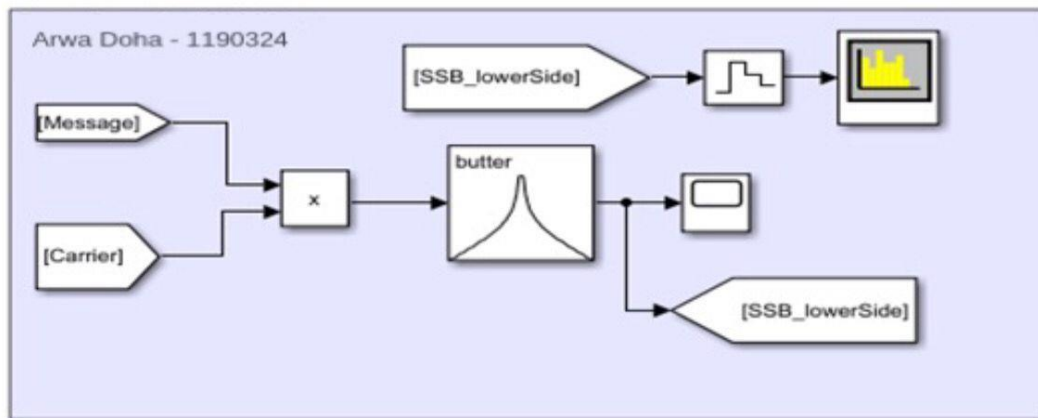 Arwa Doha - 1190324
[SSB_lowerSide]
[Message]
butter
x
[Carrier]
[SSB_lowerSide]